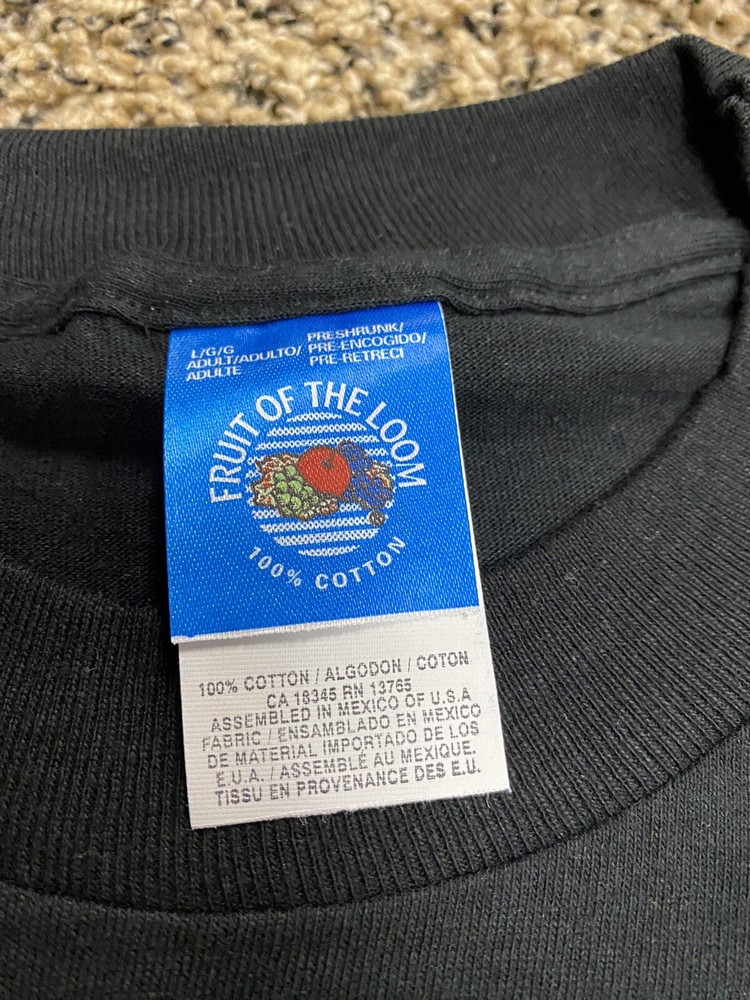 L/G/G
ADULT/ADULTO/
ADULTE
PRESHRUNK/
PRE-ENCOGIDO/
PRE-RETRECI
FRUIT OF THE LOOM
100% COTTON
100% COTTON / ALGODON / COTON
CA 18345 RN 13765
ASSEMBLED IN MEXICO OF U.S.A
FABRIC / ENSAMBLADO EN MEXICO
DE MATERIAL IMPORTADO DE LOS
E.U.A. / ASSEMBLÉ AU MEXIQUE.
TISSU EN PROVENANCE DES E.U.